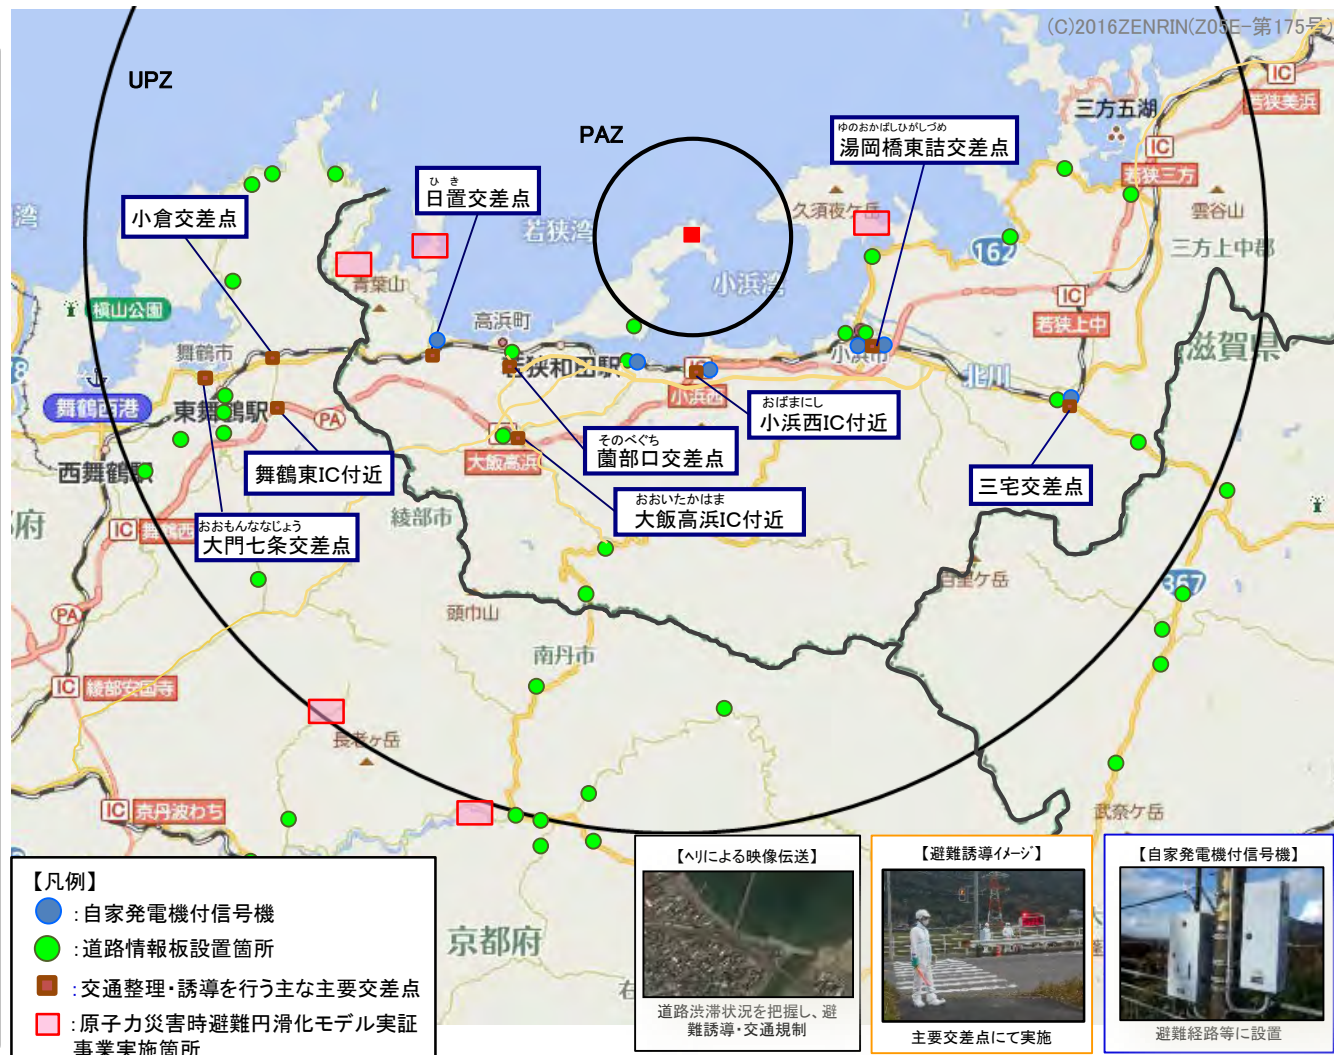 (C)2016ZENRIN(Z05E-第175号)
UPZ
PAZ
IC
若狭美浜
三方五湖
ゆのおかばしひがしづめ
湯岡橋東詰交差点
IC
若狭三方
ひ き
日置交差点
小倉交差点
若狭湾
久須夜ケ岳
雲谷山
162
三方上中郡
青葉山
小浜湾
IC
横山公園
高浜町
若狭上中
舞鶴市
若狭和田駅
小浜市
滋賀県
舞鶴西港
東舞鶴駅
PA
小浜西
北川
おばまにし
小浜西IC付近
そのべぐち
薗部口交差点
西舞鶴駅
舞鶴東IC付近
大飯高浜
三宅交差点
おおいたかはま
大飯高浜IC付近
綾部市
IC
おおもんななじょう
大門七条交差点
百里ケ岳
367
PA
頭巾山
南丹市
IC
綾部安国寺
長老ヶ岳
IC
京丹波わち
武奈ケ岳
京都府
【凡例】
：自家発電機付信号機
：道路情報板設置箇所
：交通整理・誘導を行う主な主要交差点
：原子力災害時避難円滑化モデル実証
事業実施箇所
【ヘリによる映像伝送】
道路渋滞状況を把握し、避
難誘導・交通規制
【避難誘導イメージ】
主要交差点にて実施
【自家発電機付信号機】
避難経路等に設置